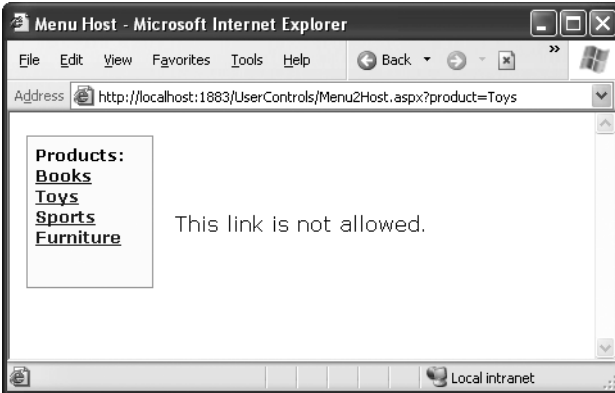 Menu Host - Microsoft Internet Explorer
File Edit View Favorites Tools Help Back »
Address http://localhost:1883/UserControls/Menu2Host.aspx?product=Toys
Products:
Books
Toys
Sports
Furniture
This link is not allowed.
Local intranet